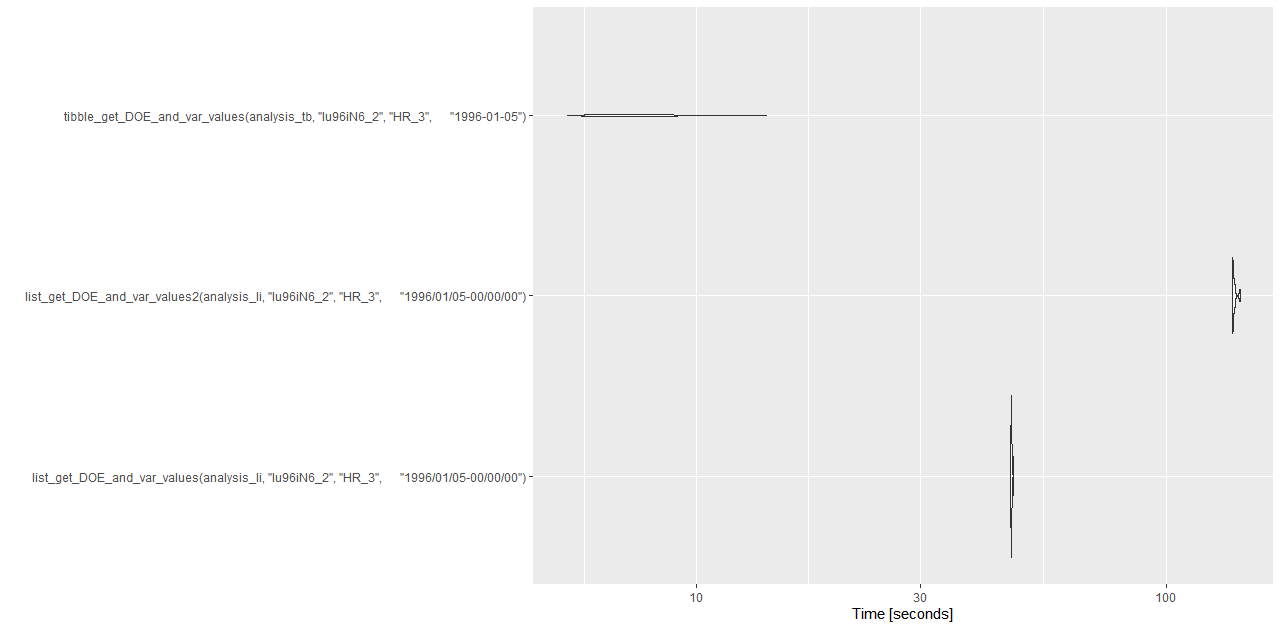 tibble_get_DOE_and_var_values(analysis_tb, "lu96iN6_2", "HR_3",      "1996-01-05")
list_get_DOE_and_var_values2(analysis_li, "lu96iN6_2", "HR_3",      "1996/01/05-00/00/00")
list_get_DOE_and_var_values(analysis_li, "lu96iN6_2", "HR_3",      "1996/01/05-00/00/00")
10 30 100
Time [seconds]